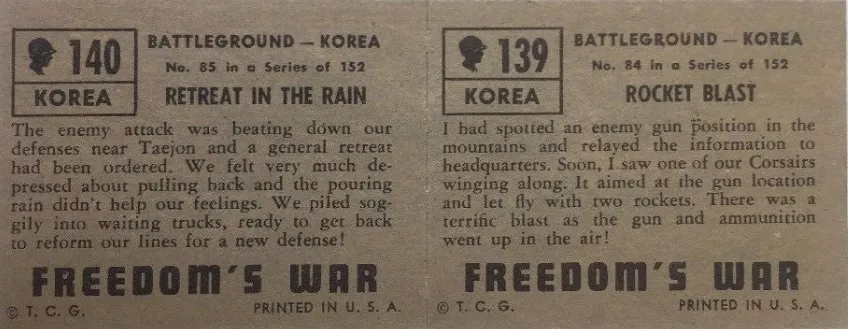 140
KOREA
BATTLEGROUND — KOREA
No. 85 in a Series of 152
RETREAT IN THE RAIN
The enemy attack was beating down our
defenses near Taejon and a general retreat
had been ordered. We felt very much de-
pressed about pulling back and the pouring
rain didn't help our feelings. We piled sog-
gily into waiting trucks, ready to get back
to reform our lines for a new defense!
FREEDOM'S WAR
© T. C. G.
PRINTED IN U. S. A.
139
KOREA
BATTLEGROUND — KOREA
No. 84 in a Series of 152
ROCKET BLAST
I had spotted an enemy gun position in the
mountains and relayed the information to
headquarters. Soon, I saw one of our Corsairs
winging along. It aimed at the gun location
and let fly with two rockets. There was a
terrific blast as the gun and ammunition
went up in the air!
FREEDOM'S WAR
© T. C. G.
PRINTED IN U. S. A.